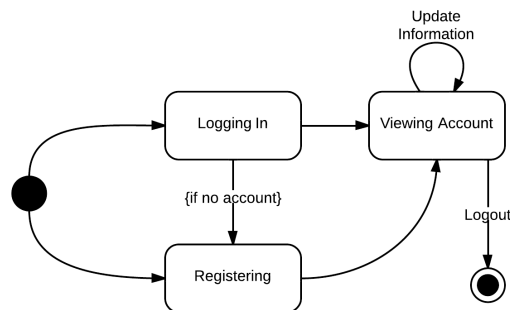 Update
Information
Logging In
Viewing Account
{if no account}
Logout
Registering